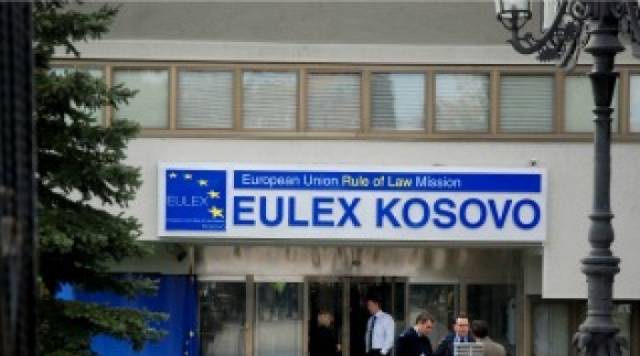 European Union Rule of Law Mission
EULEX
EULEX KOSOVO